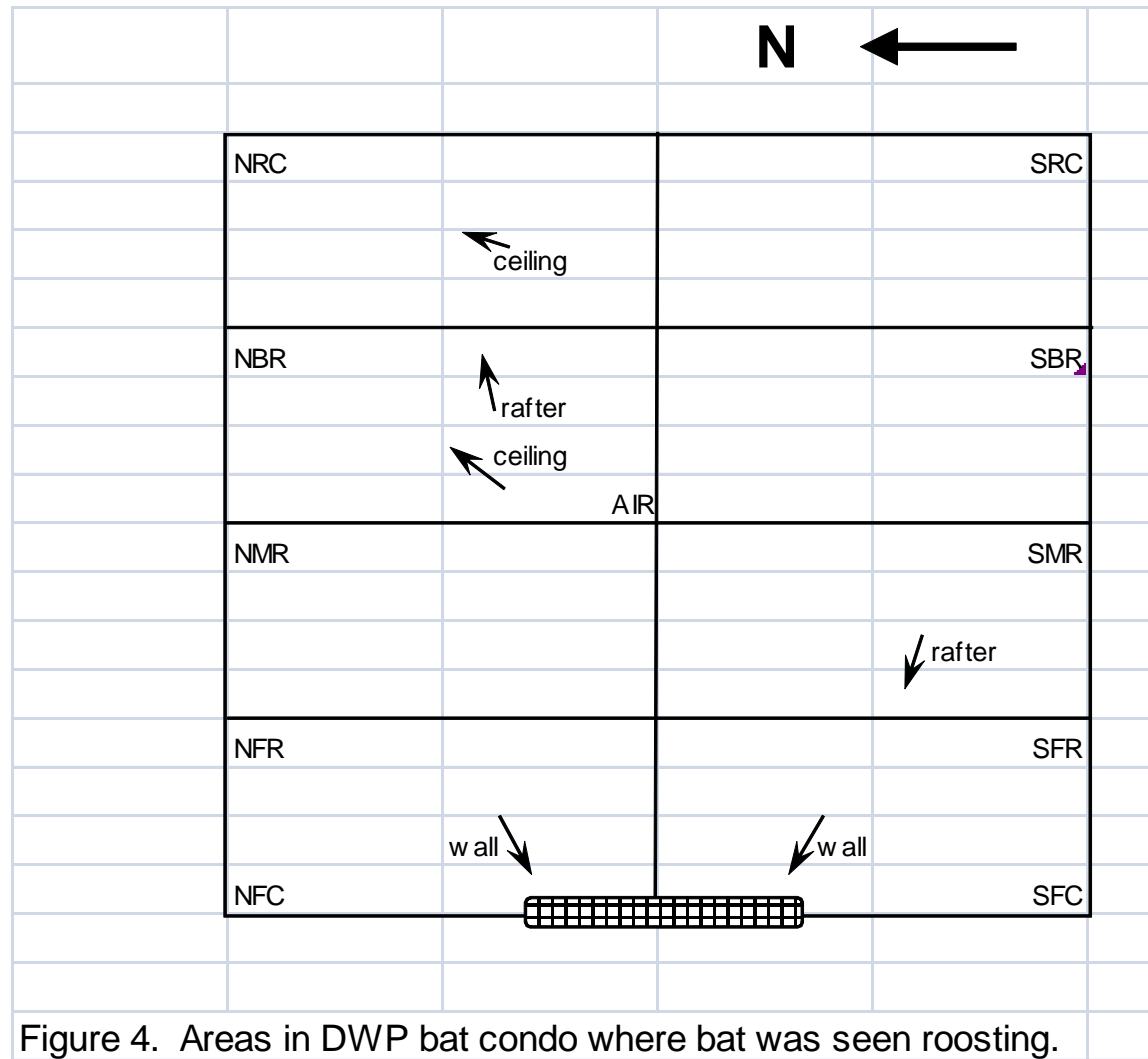 N
NRC SRC
ceiling
NBR SBR
rafter
ceiling
AIR
NMR SMR
rafter
NFR SFR
wall wall
NFC SFC
Figure 4. Areas in DWP bat condo where bat was seen roosting.